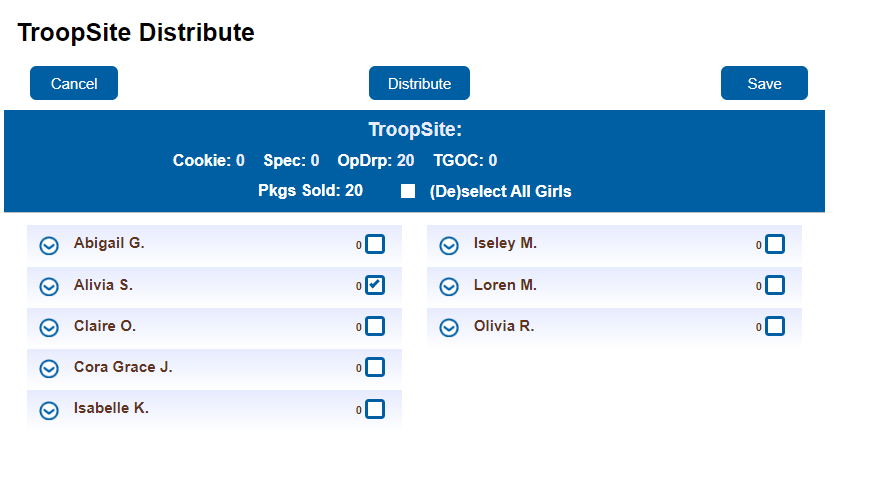 TroopSite Distribute
Cancel Distribute Save
TroopSite:
Cookie: 0 Spec: 0 OpDrp: 20 TGOC: 0
Pkgs Sold: 20 (De)select All Girls
Abigail G. 0
Alivia S. 0
Claire O. 0
Cora Grace J. 0
Isabelle K. 0
Iseley M. 0
Loren M. 0
Olivia R. 0